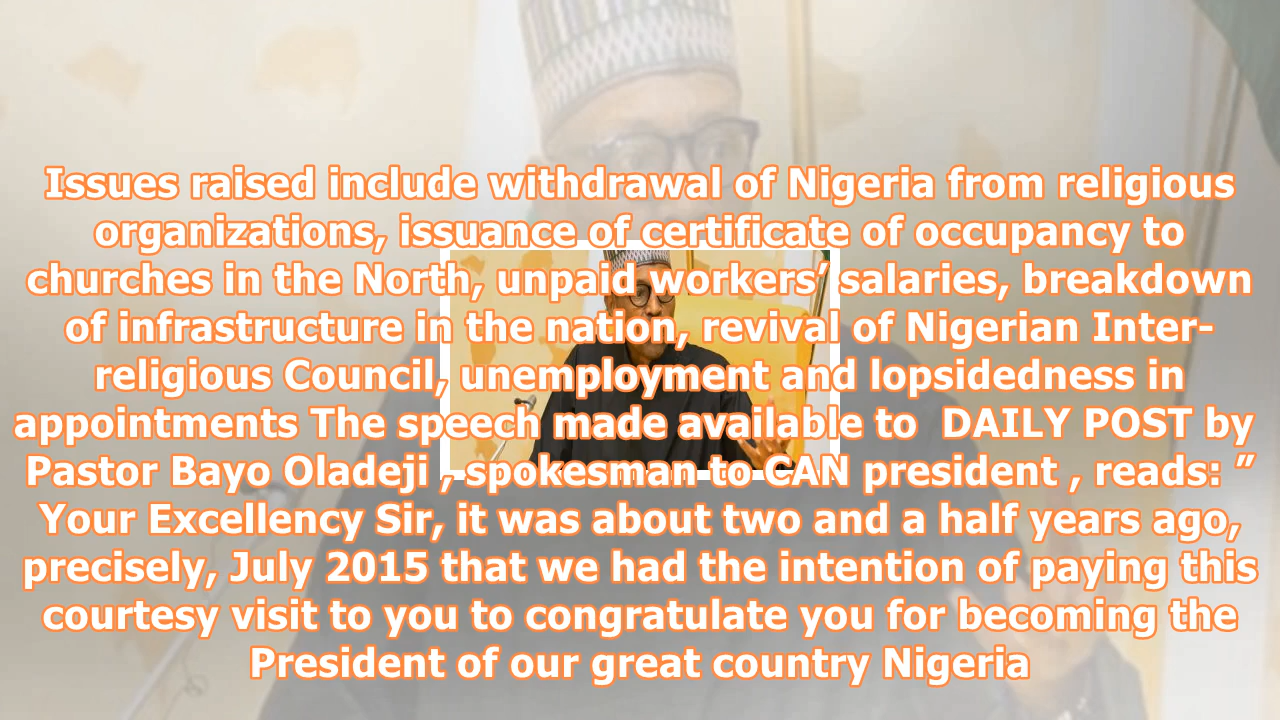 Issues raised include withdrawal of Nigeria from religious
organizations, issuance of certificate of occupancy to
churches in the North, unpaid workers’ salaries, breakdown
of infrastructure in the nation, revival of Nigerian Inter-
religious Council, unemployment and lopsidedness in
appointments The speech made available to  DAILY POST by
Pastor Bayo Oladeji , spokesman to CAN president , reads: ”
Your Excellency Sir, it was about two and a half years ago,
precisely, July 2015 that we had the intention of paying this
courtesy visit to you to congratulate you for becoming the
President of our great country Nigeria